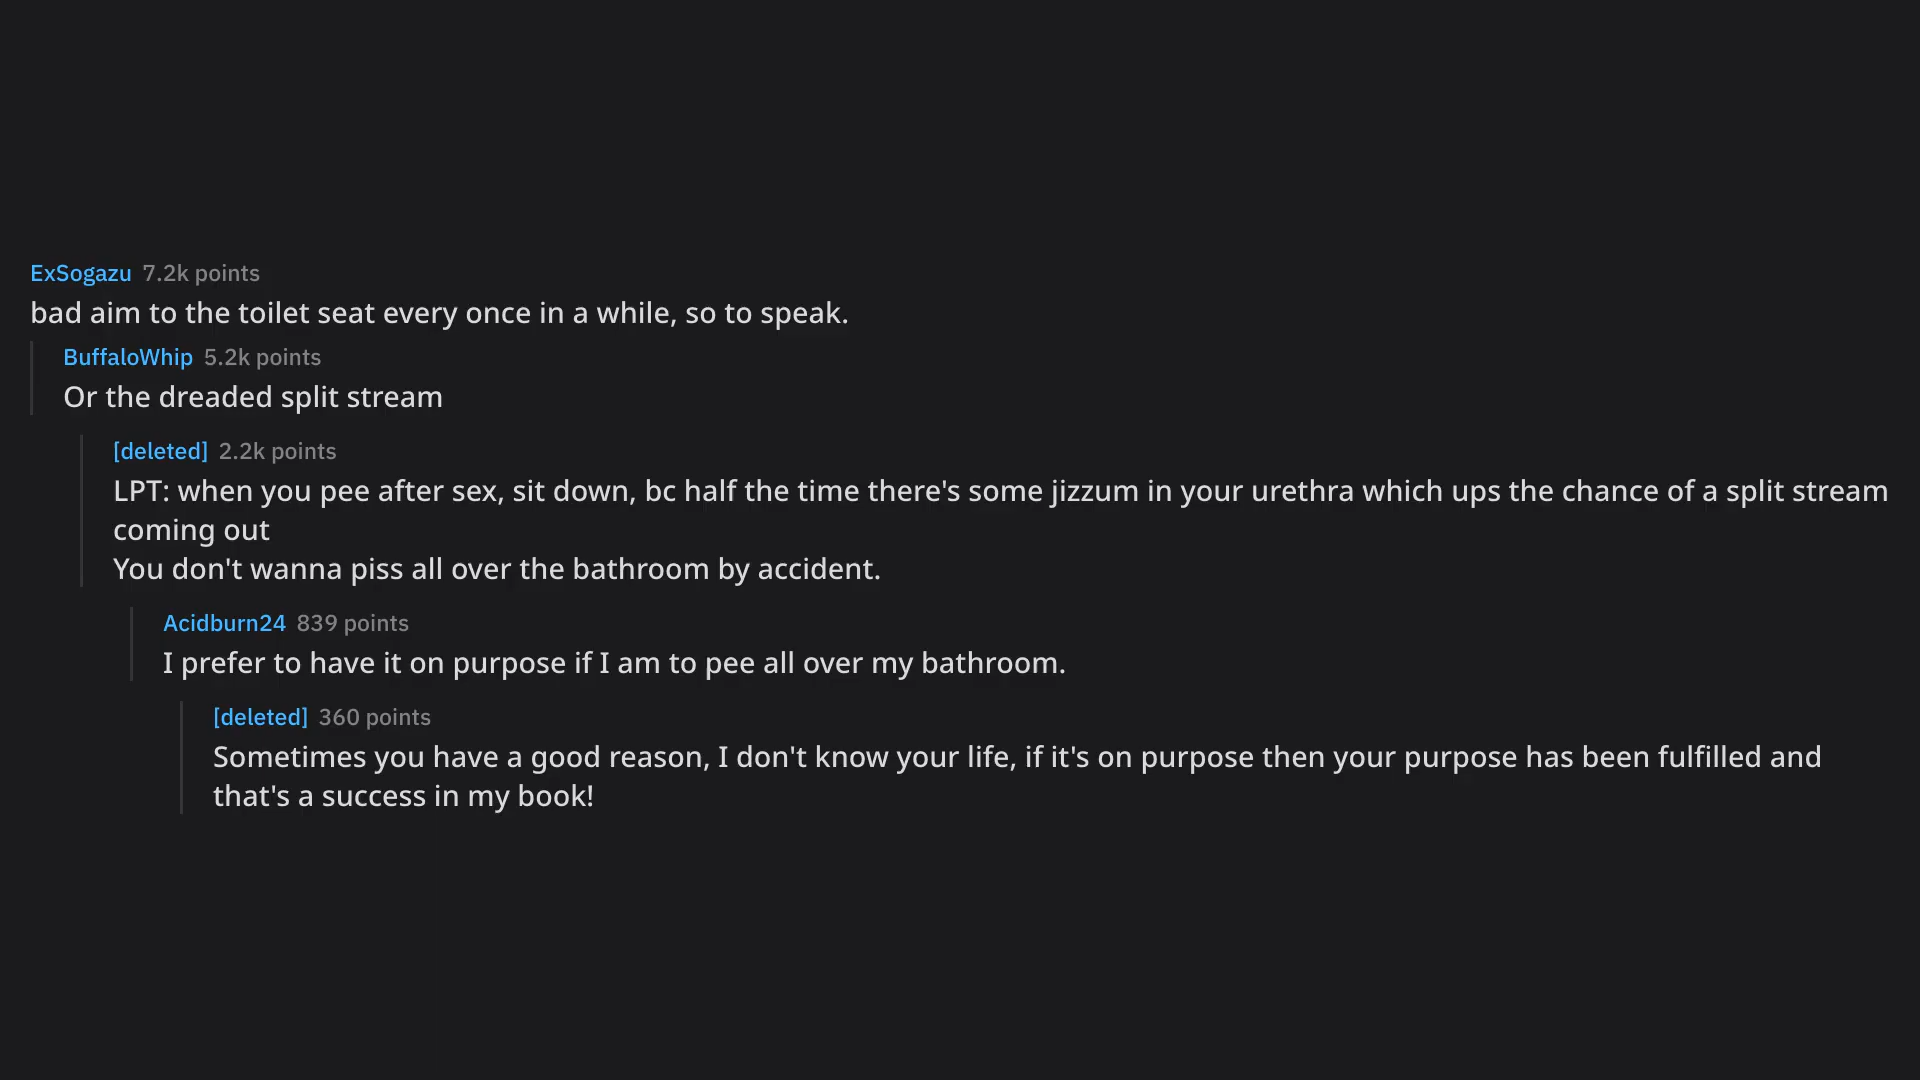 ExSogazu 7.2k points
bad aim to the toilet seat every once in a while, so to speak.
BuffaloWhip 5.2k points
Or the dreaded split stream
[deleted] 2.2k points
LPT: when you pee after sex, sit down, bc half the time there's some jizzum in your urethra which ups the chance of a split stream
coming out
You don't wanna piss all over the bathroom by accident.
Acidburn24 839 points
I prefer to have it on purpose if I am to pee all over my bathroom.
[deleted] 360 points
Sometimes you have a good reason, I don't know your life, if it's on purpose then your purpose has been fulfilled and
that's a success in my book!